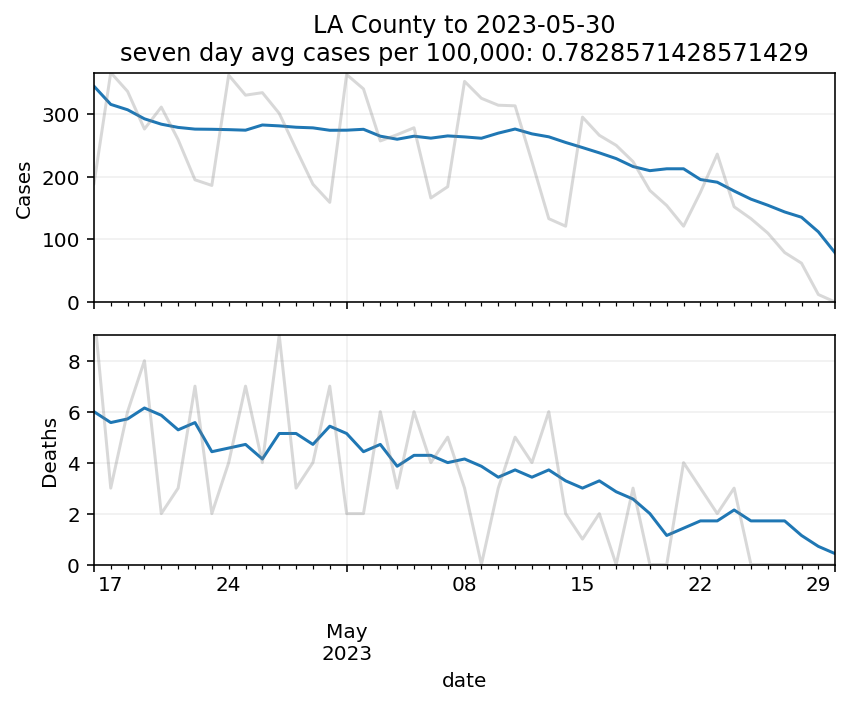 LA County to 2023-05-30
seven day avg cases per 100,000: 0.7828571428571429
300
200
100
0
Cases
8
6
4
2
0
Deaths
17 24 08 15 22 29
May
2023
date